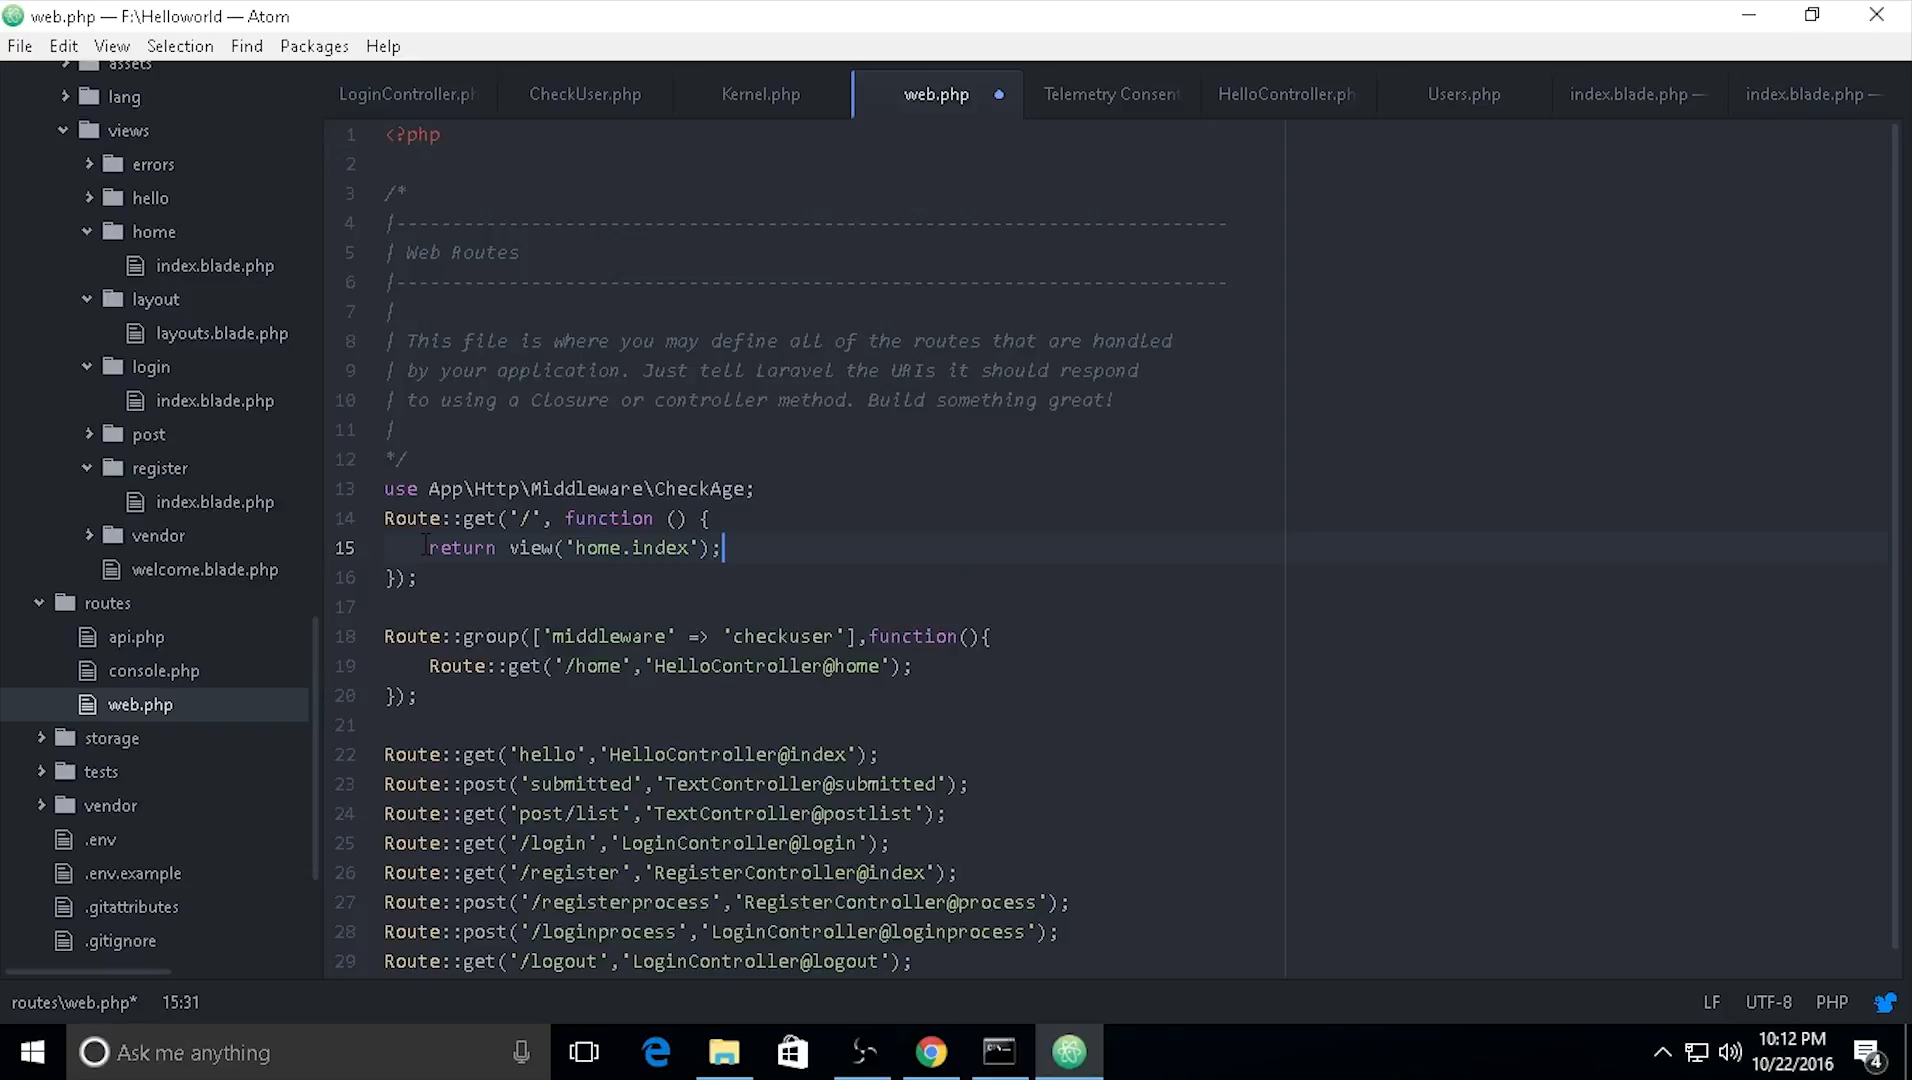 web.php — F:\Helloworld — Atom
File Edit View Selection Find Packages Help
assets
lang
views
errors
hello
home
index.blade.php
layout
layouts.blade.php
login
index.blade.php
post
register
index.blade.php
vendor
welcome.blade.php
routes
api.php
console.php
web.php
storage
tests
vendor
.env
.env.example
.gitattributes
.gitignore
LoginController.ph CheckUser.php Kernel.php web.php Telemetry Consent HelloController.ph Users.php index.blade.php — index.blade.php —
1 <?php
2
3 /*
4 |--------------------------------------------------------------------------
5 | Web Routes
6 |--------------------------------------------------------------------------
7 |
8 | This file is where you may define all of the routes that are handled
9 | by your application. Just tell Laravel the URIs it should respond
10 | to using a Closure or controller method. Build something great!
11 |
12 */
13 use App\Http\Middleware\CheckAge;
14 Route::get('/', function () {
15 return view('home.index');
16 });
17
18 Route::group(['middleware' => 'checkuser'],function(){
19 Route::get('/home','HelloController@home');
20 });
21
22 Route::get('hello','HelloController@index');
23 Route::post('submitted','TextController@submitted');
24 Route::get('post/list','TextController@postlist');
25 Route::get('/login','LoginController@login');
26 Route::get('/register','RegisterController@index');
27 Route::post('/registerprocess','RegisterController@process');
28 Route::post('/loginprocess','LoginController@loginprocess');
29 Route::get('/logout','LoginController@logout');
routes\web.php* 15:31 LF UTF-8 PHP
Ask me anything
10:12 PM
10/22/2016
4